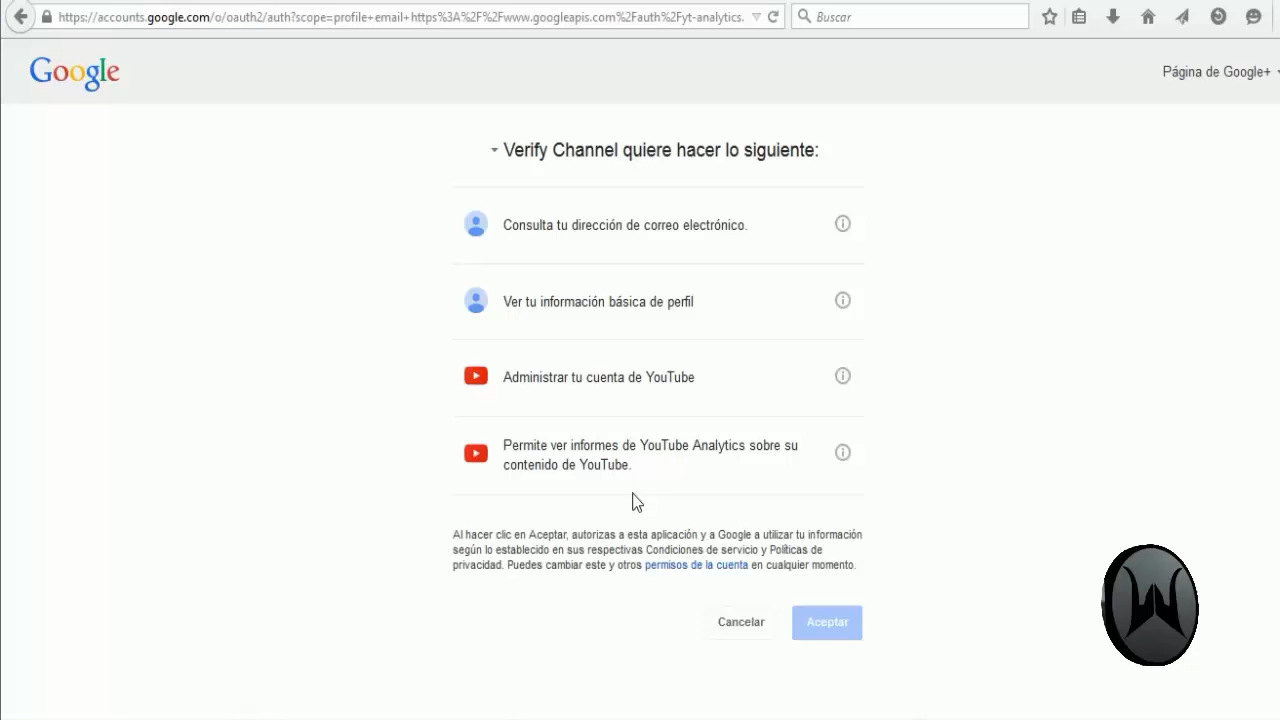 https://accounts.google.com/o/oauth2/auth?scope=profile+email+https%3A%2F%2Fwww.googleapis.com%2Fauth%2Fyt-analytics.
Buscar
Google
Página de Google+
Verify Channel quiere hacer lo siguiente:
Consulta tu dirección de correo electrónico.
Ver tu información básica de perfil
Administrar tu cuenta de YouTube
Permite ver informes de YouTube Analytics sobre su
contenido de YouTube.
Al hacer clic en Aceptar, autorizas a esta aplicación y a Google a utilizar tu información
según lo establecido en sus respectivas Condiciones de servicio y Políticas de
privacidad. Puedes cambiar este y otros permisos de la cuenta en cualquier momento.
Cancelar
Aceptar